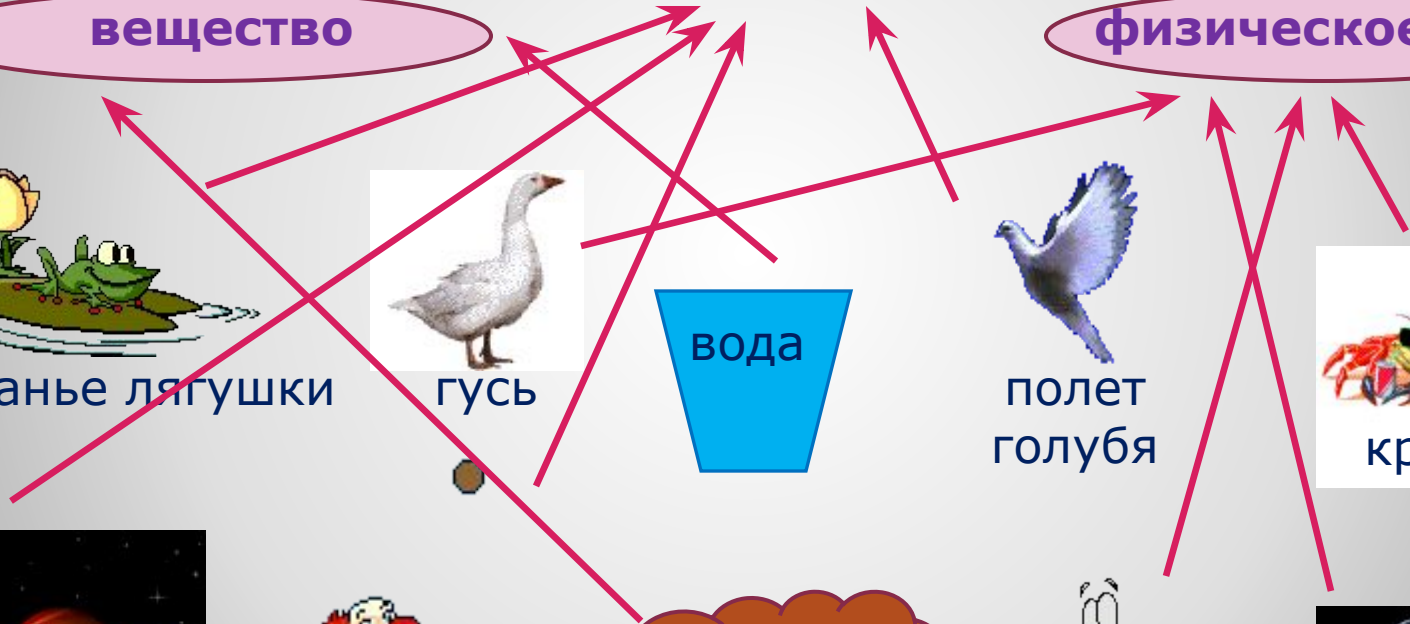 вещество
физическое
анье лягушки
гусь
вода
полет
голубя
кр